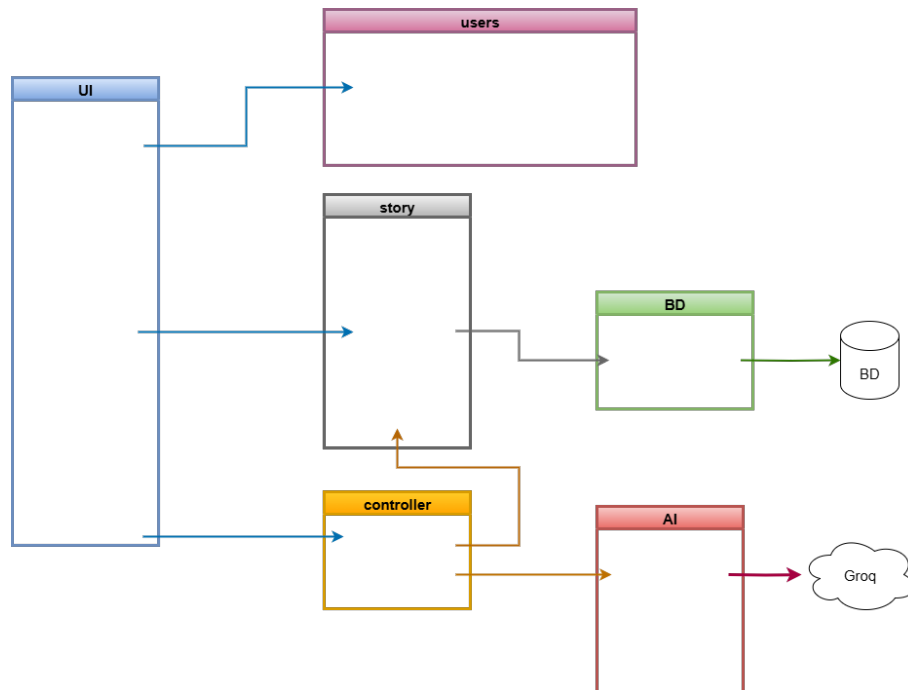 users
UI
story
BD
BD
controller
AI
Groq